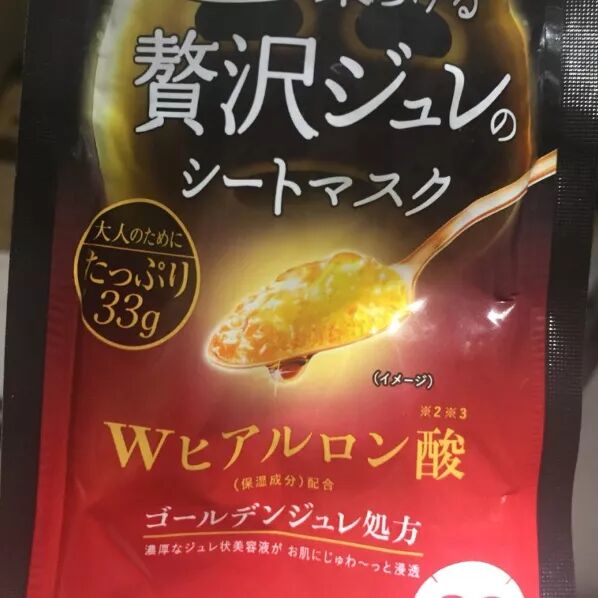 贅沢ジュレの
シートマスク
大人のために
たっぷり
33g
(イメージ)
※2※3
Wヒアルロン酸
(保湿成分)配合
ゴールデンジュレ処方
濃厚なジュレ状美容液が お肌にじゅわ〜っと浸透